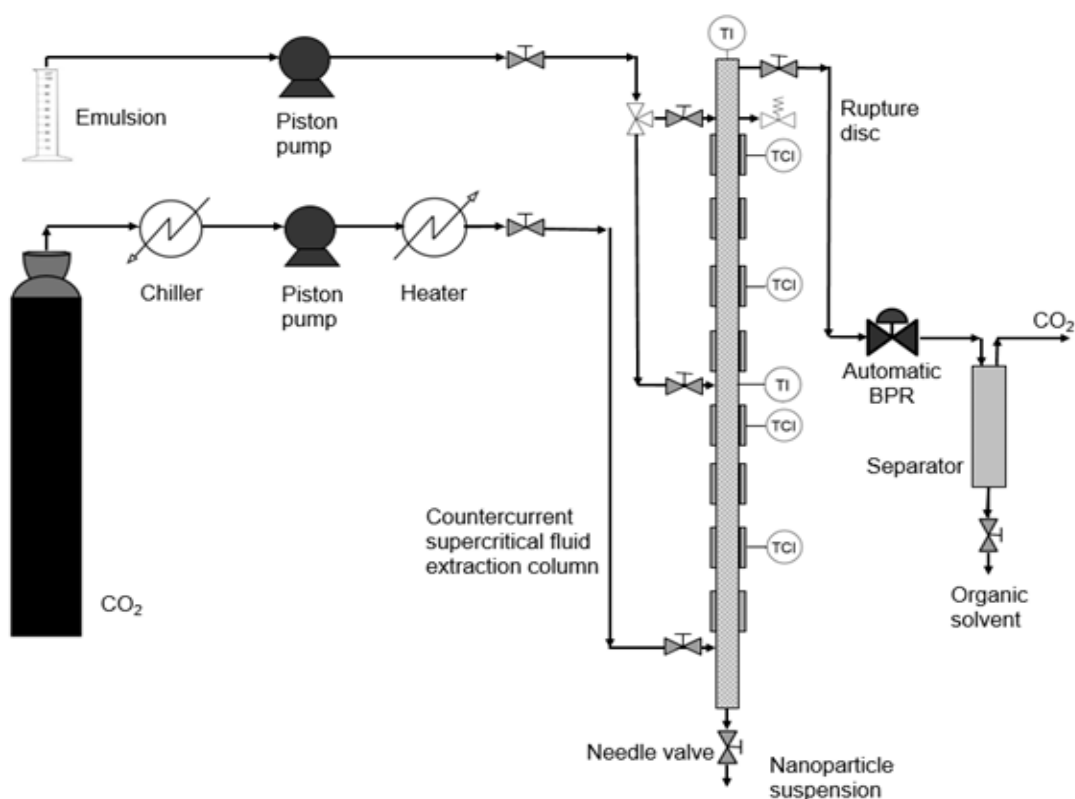 TI
Emulsion
Piston
pump
Rupture
disc
TCI
Chiller
Piston
pump
Heater
TCI
CO₂
Automatic
BPR
TI
TCI
Separator
Countercurrent
supercritical fluid
extraction column
TCI
CO₂
Organic
solvent
Needle valve
Nanoparticle
suspension